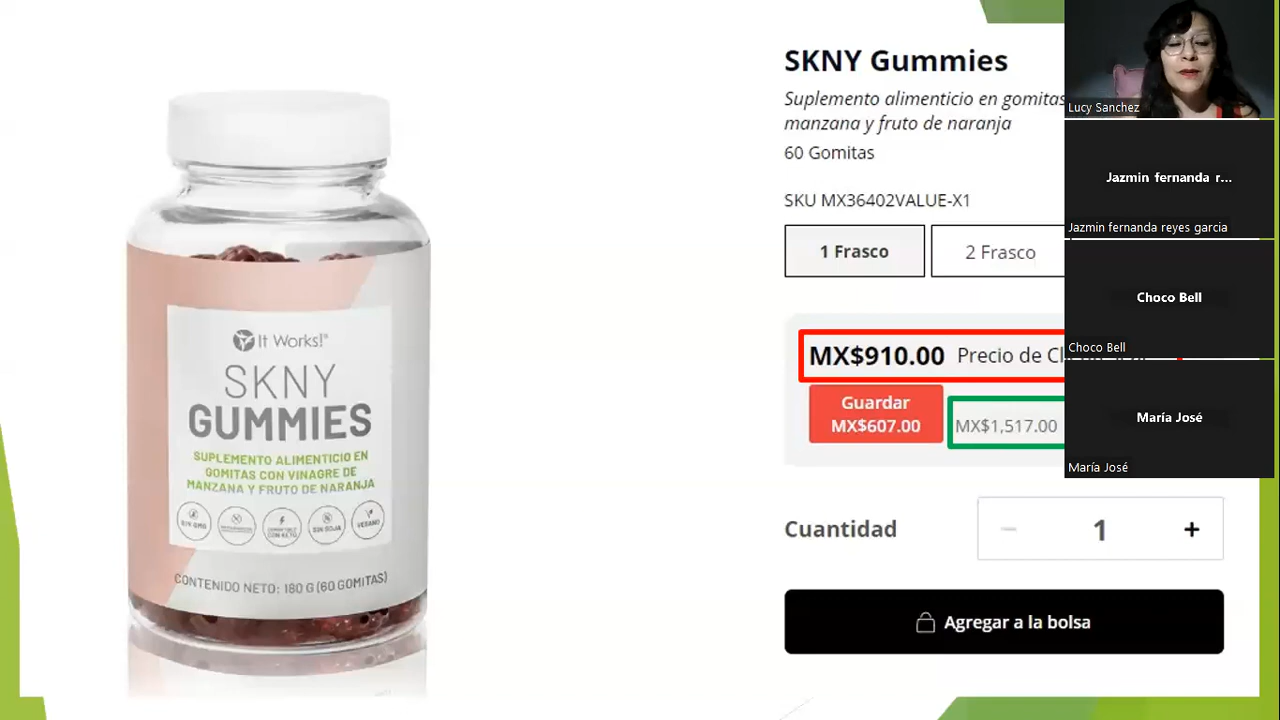 It Works!
SKNY
GUMMIES
SUPLEMENTO ALIMENTICIO EN
GOMITAS CON VINAGRE DE
MANZANA Y FRUTO DE NARANJA
SIN SOJA
VEGANO
CONTENIDO NETO: 180 G (60 GOMITAS)
SKNY Gummies
Suplemento alimenticio en gomitas
manzana y fruto de naranja
60 Gomitas
SKU MX36402VALUE-X1
1 Frasco
2 Frasco
MX$910.00 Precio de
Guardar
MX$607.00
MX$1,517.00
Cuantidad
1
Agregar a la bolsa
Lucy Sanchez
Jazmin fernanda r...
Jazmin fernanda reyes garcia
Choco Bell
Choco Bell
María José
María José